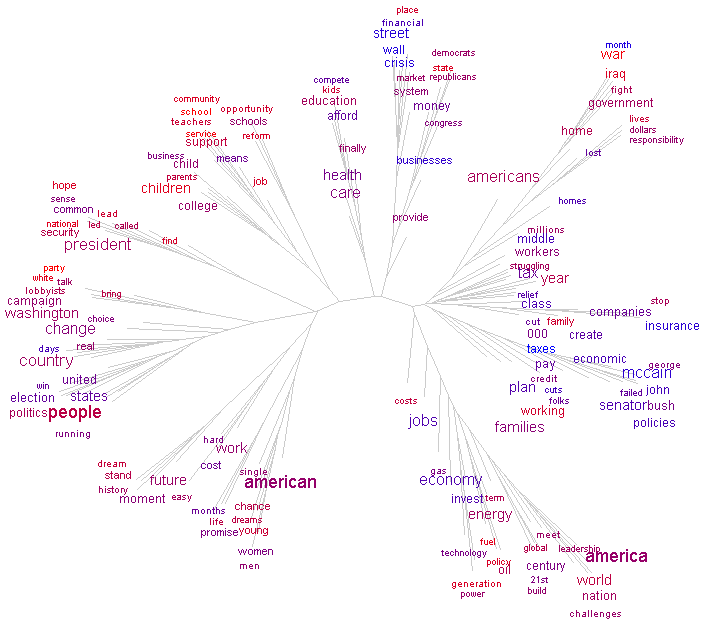 place
financial
street
wall
crisis
democrats
state
republicans
market
system
money
congress
businesses
provide
compete
kids
education
afford
finally
health
care
month
war
iraq
fight
government
home
lives
dollars
responsibility
lost
americans
homes
community
school
teachers
opportunity
schools
service
support
reform
business
means
child
parents
children
job
college
hope
sense
common
lead
national
led
called
security
president
find
party
white
talk
lobbyists
bring
campaign
washington
choice
change
days
real
country
win
united
election
states
politics
people
running
millions
middle
workers
struggling
tax
year
relief
class
stop
companies
insurance
cut
family
000
create
taxes
economic
pay
george
mccain
credit
plan
cuts
failed
john
folks
senator
bush
working
families
policies
costs
jobs
hard
work
cost
dream
stand
single
future
american
history
moment
easy
months
chance
life
dreams
promise
young
women
men
gas
economy
invest
term
energy
meet
fuel
global
leadership
technology
america
policy
oil
century
generation
21st
world
power
build
nation
challenges